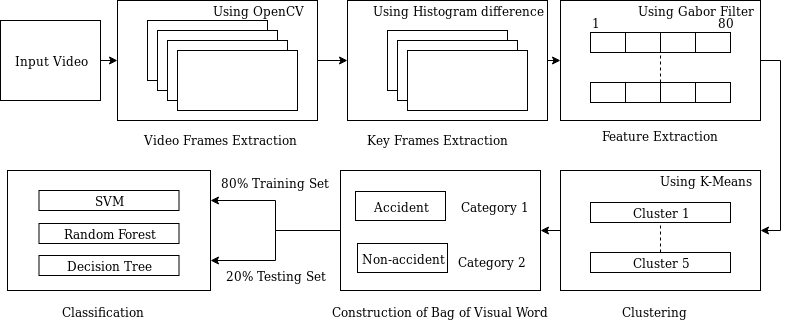 Using OpenCV
Using Histogram difference
Using Gabor Filter
1
80
Input Video
Video Frames Extraction
Key Frames Extraction
Feature Extraction
80% Training Set
Using K-Means
SVM
Random Forest
Decision Tree
Accident
Category 1
Non-accident
Category 2
Cluster 1
Cluster 5
20% Testing Set
Classification
Construction of Bag of Visual Word
Clustering